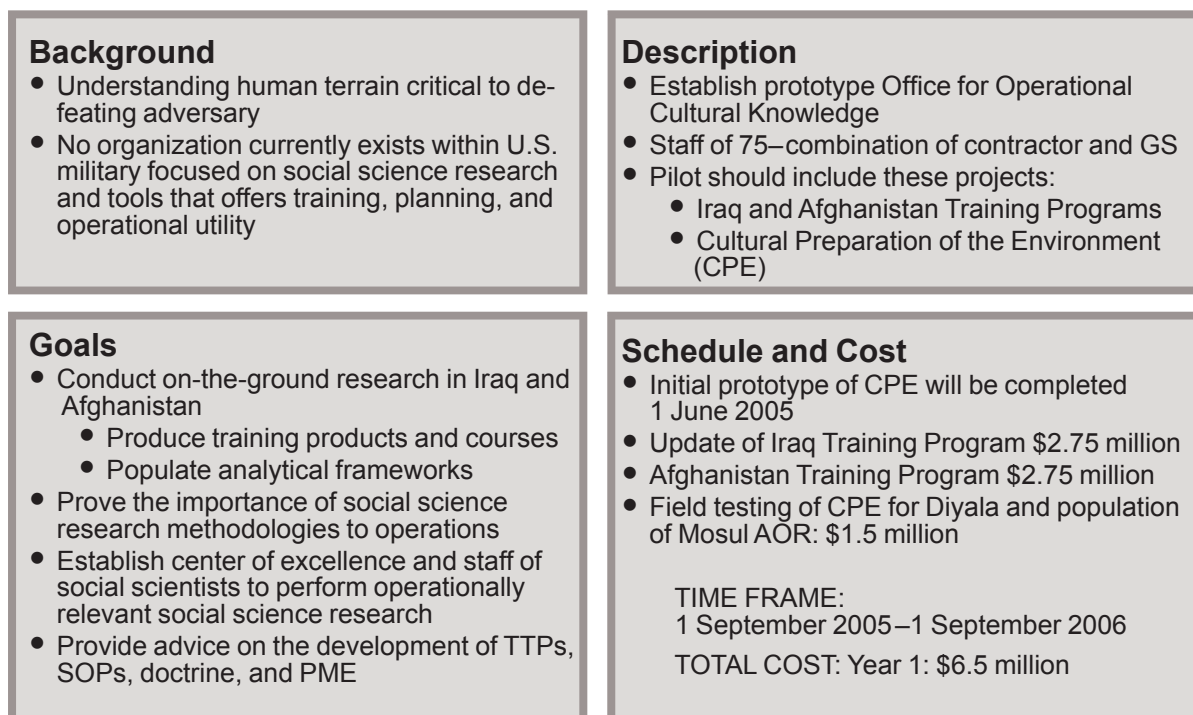 Background
• Understanding human terrain critical to de-
feating adversary
• No organization currently exists within U.S.
military focused on social science research
and tools that offers training, planning, and
operational utility
Description
• Establish prototype Office for Operational
Cultural Knowledge
• Staff of 75–combination of contractor and GS
• Pilot should include these projects:
• Iraq and Afghanistan Training Programs
• Cultural Preparation of the Environment
(CPE)
Goals
• Conduct on-the-ground research in Iraq and
Afghanistan
• Produce training products and courses
• Populate analytical frameworks
• Prove the importance of social science
research methodologies to operations
• Establish center of excellence and staff of
social scientists to perform operationally
relevant social science research
• Provide advice on the development of TTPs,
SOPs, doctrine, and PME
Schedule and Cost
• Initial prototype of CPE will be completed
1 June 2005
• Update of Iraq Training Program $2.75 million
• Afghanistan Training Program $2.75 million
• Field testing of CPE for Diyala and population
of Mosul AOR: $1.5 million
TIME FRAME:
1 September 2005–1 September 2006
TOTAL COST: Year 1: $6.5 million